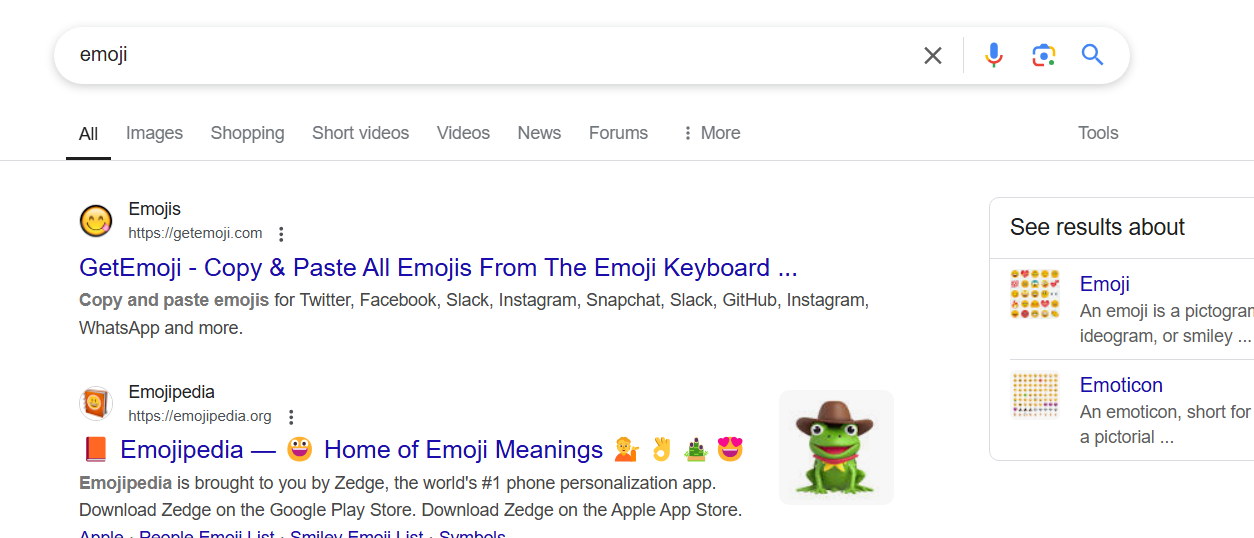 emoji
All Images Shopping Short videos Videos News Forums More Tools
Emojis
https://getemoji.com
GetEmoji - Copy & Paste All Emojis From The Emoji Keyboard ...
Copy and paste emojis for Twitter, Facebook, Slack, Instagram, Snapchat, Slack, GitHub, Instagram,
WhatsApp and more.
Emojipedia
https://emojipedia.org
📕 Emojipedia — 😃 Home of Emoji Meanings 💁👌🎍😍
Emojipedia is brought to you by Zedge, the world's #1 phone personalization app.
Download Zedge on the Google Play Store. Download Zedge on the Apple App Store.
Apple · People Emoji List · Smiley Emoji List · Symbols
See results about
Emoji
An emoji is a pictogram
ideogram, or smiley ...
Emoticon
An emoticon, short for
a pictorial ...